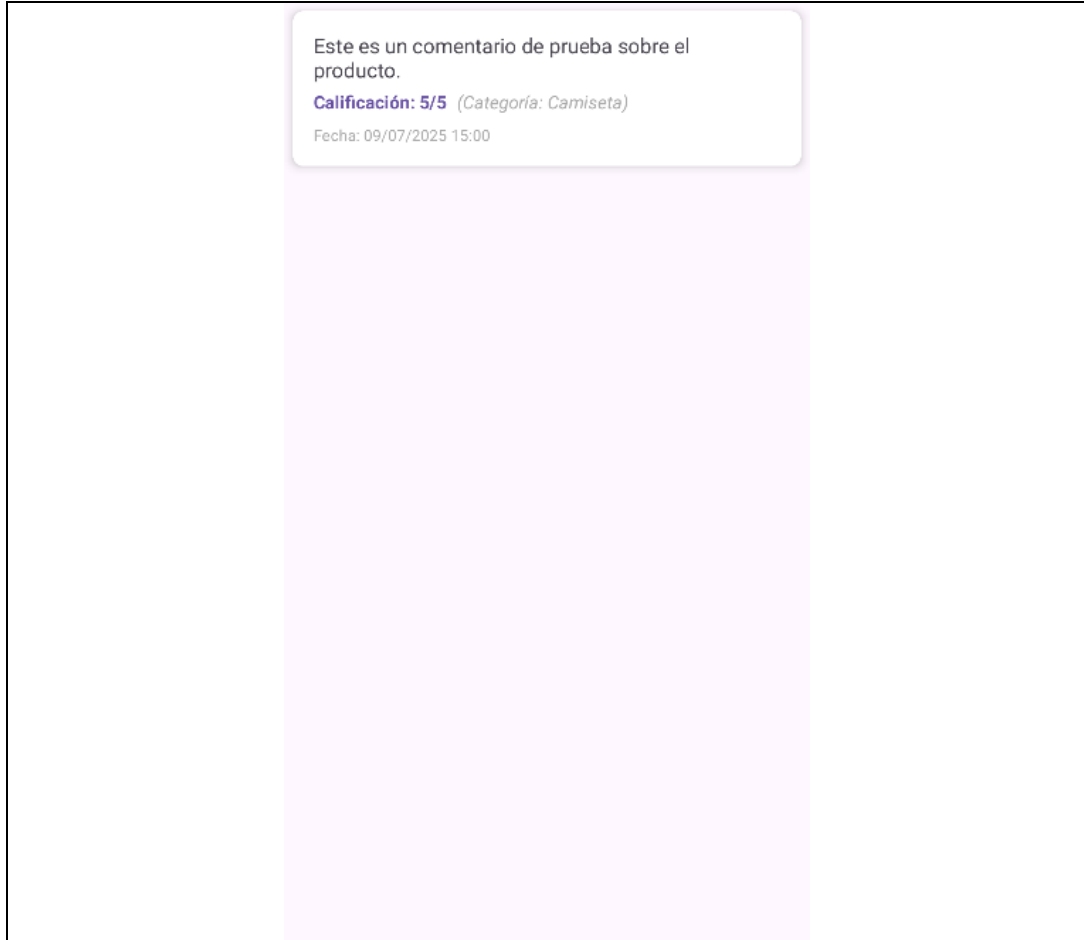 Este es un comentario de prueba sobre el
producto.
Calificación: 5/5 (Categoría: Camiseta)
Fecha: 09/07/2025 15:00